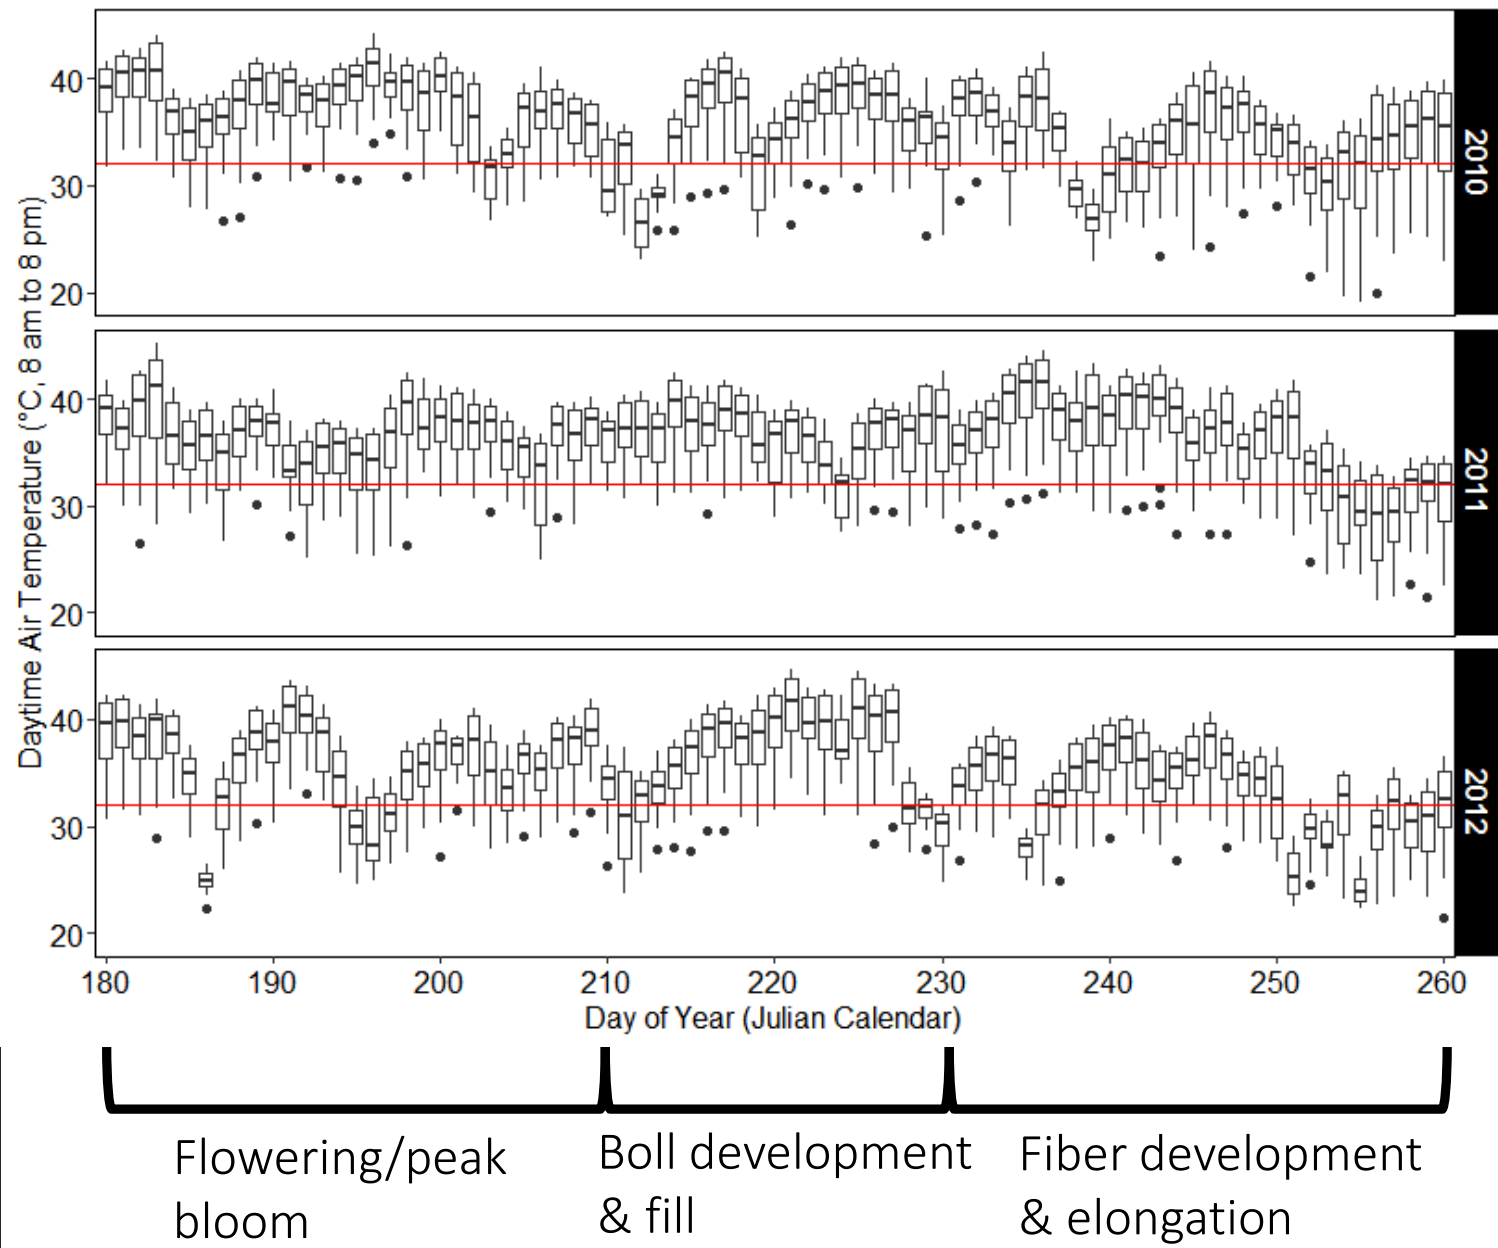 Daytime Air Temperature (°C, 8 am to 8 pm)
40
30
20
2010
40
30
20
2011
40
30
20
2012
180 190 200 210 220 230 240 250 260
Day of Year (Julian Calendar)
Flowering/peak
bloom
Boll development
& fill
Fiber development
& elongation